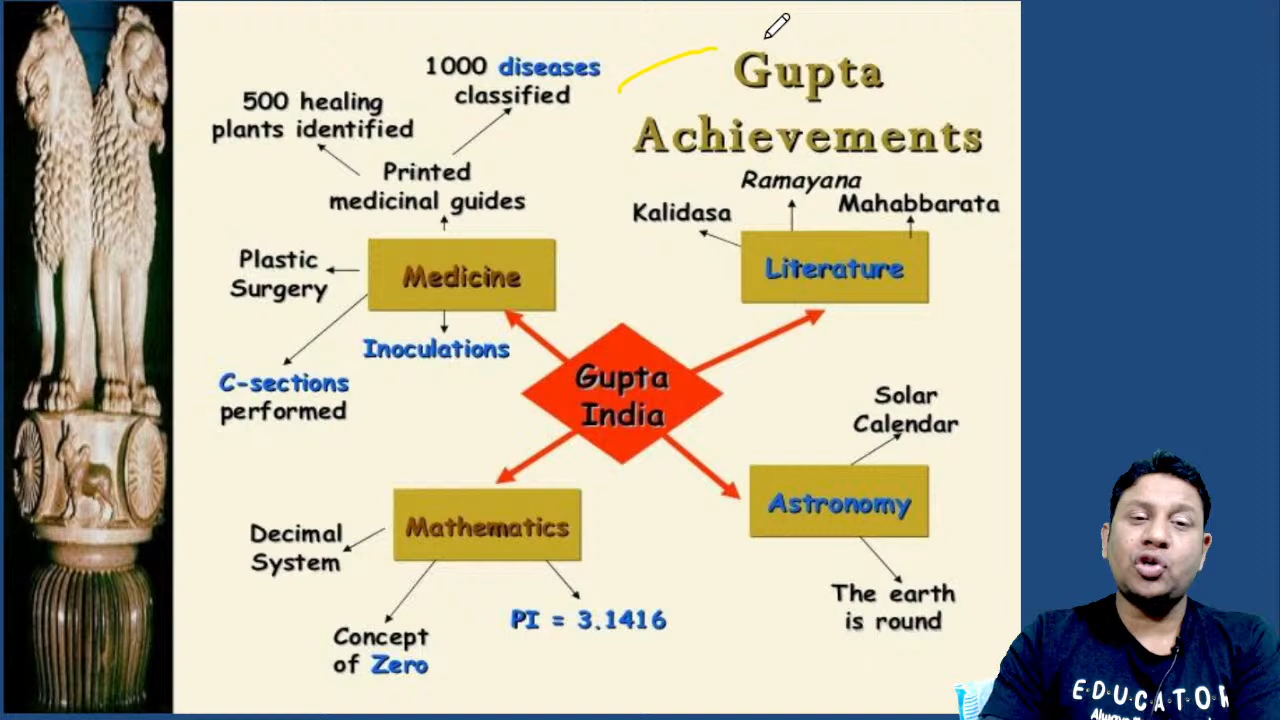 Gupta
Achievements
1000 diseases
classified
500 healing
plants identified
Printed
medicinal guides
Plastic
Surgery
Medicine
Inoculations
C-sections
performed
Ramayana
Kalidasa
Mahabbarata
Literature
Gupta
India
Solar
Calendar
Astronomy
The earth
is round
Mathematics
Decimal
System
Concept
of Zero
PI = 3.1416
EDUCATOR